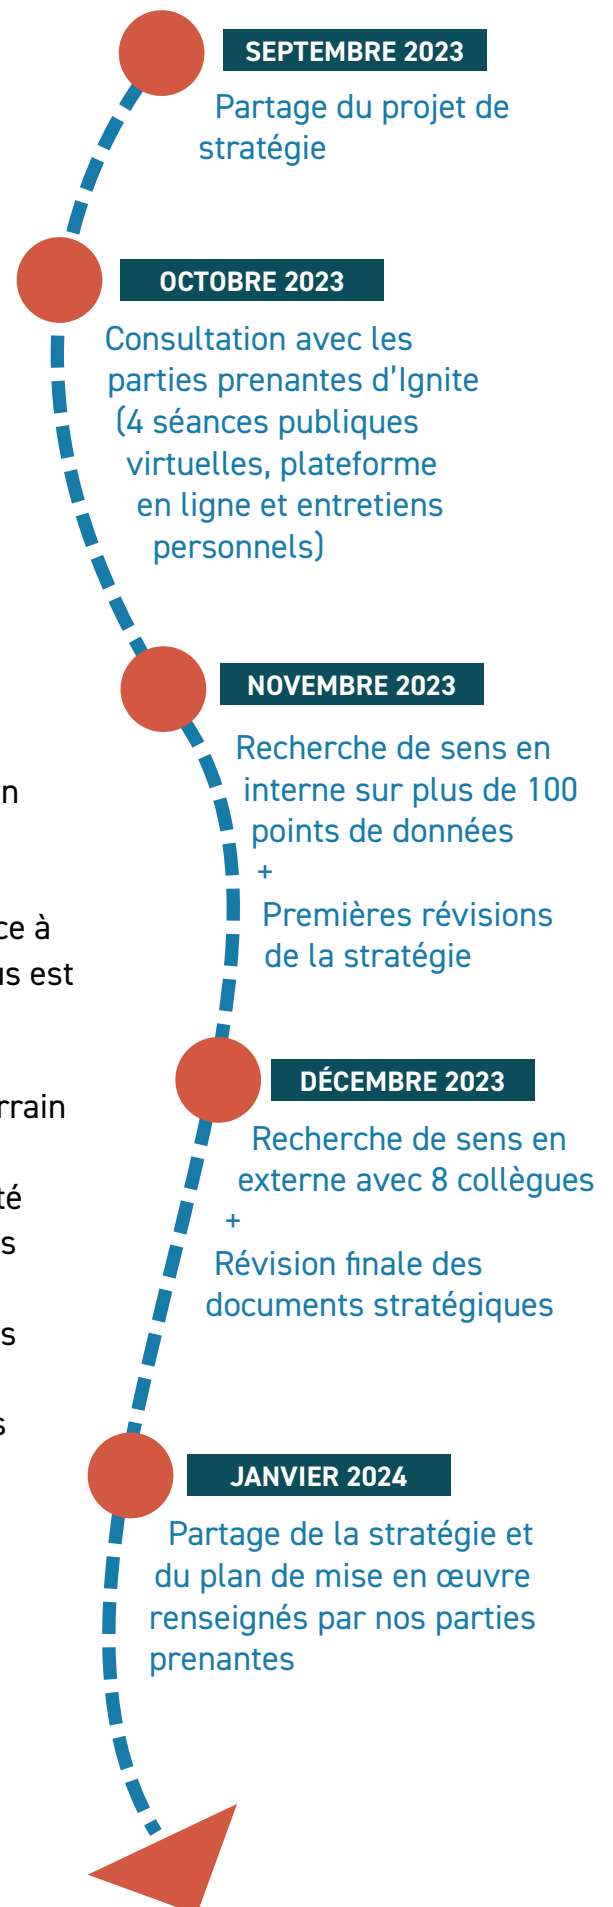 SEPTEMBRE 2023
Partage du projet de
stratégie
OCTOBRE 2023
Consultation avec les
parties prenantes d’Ignite
(4 séances publiques
virtuelles, plateforme
en ligne et entretiens
personnels)
NOVEMBRE 2023
Recherche de sens en
interne sur plus de 100
points de données
+
Premières révisions
de la stratégie
DÉCEMBRE 2023
Recherche de sens en
externe avec 8 collègues
+
Révision finale des
documents stratégiques
JANVIER 2024
Partage de la stratégie et
du plan de mise en œuvre
renseignés par nos parties
prenantes
à
est